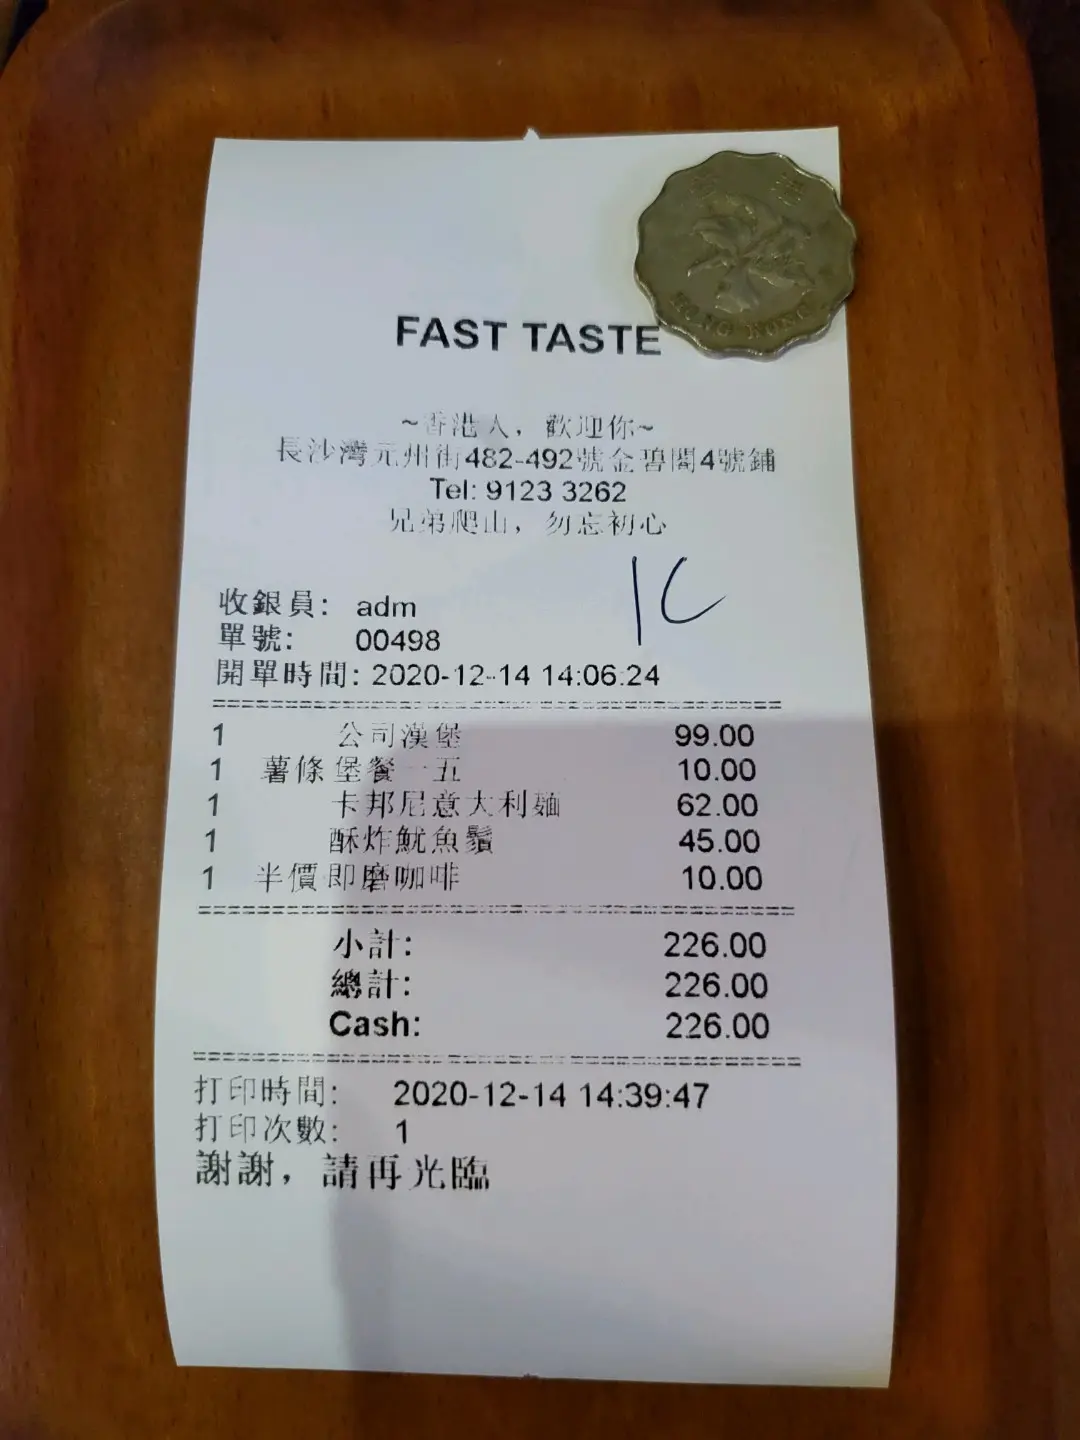 香港
HONG KONG
FAST TASTE
~香港人，歡迎你~
長沙灣元州街482-492號金碧閣4號鋪
Tel: 9123 3262
兄弟爬山，勿忘初心
1C
收銀員: adm
單號: 00498
開單時間: 2020-12-14 14:06:24
1 公司漢堡 99.00
1 薯條堡餐一五 10.00
1 卡邦尼意大利麵 62.00
1 酥炸魷魚鬚 45.00
1 半價即磨咖啡 10.00
小計: 226.00
總計: 226.00
Cash: 226.00
打印時間: 2020-12-14 14:39:47
打印次數: 1
謝謝，請再光臨